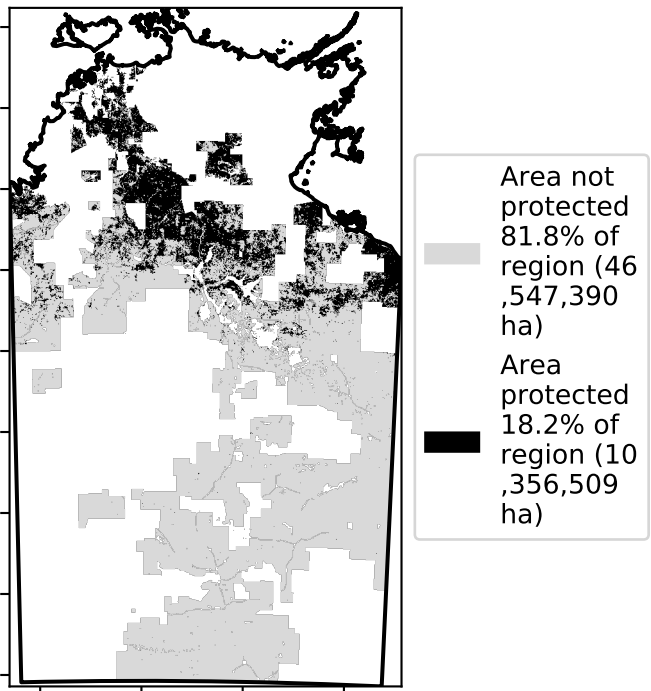 Area not
protected
81.8% of
region (46
,547,390
ha)
Area
protected
18.2% of
region (10
,356,509
ha)